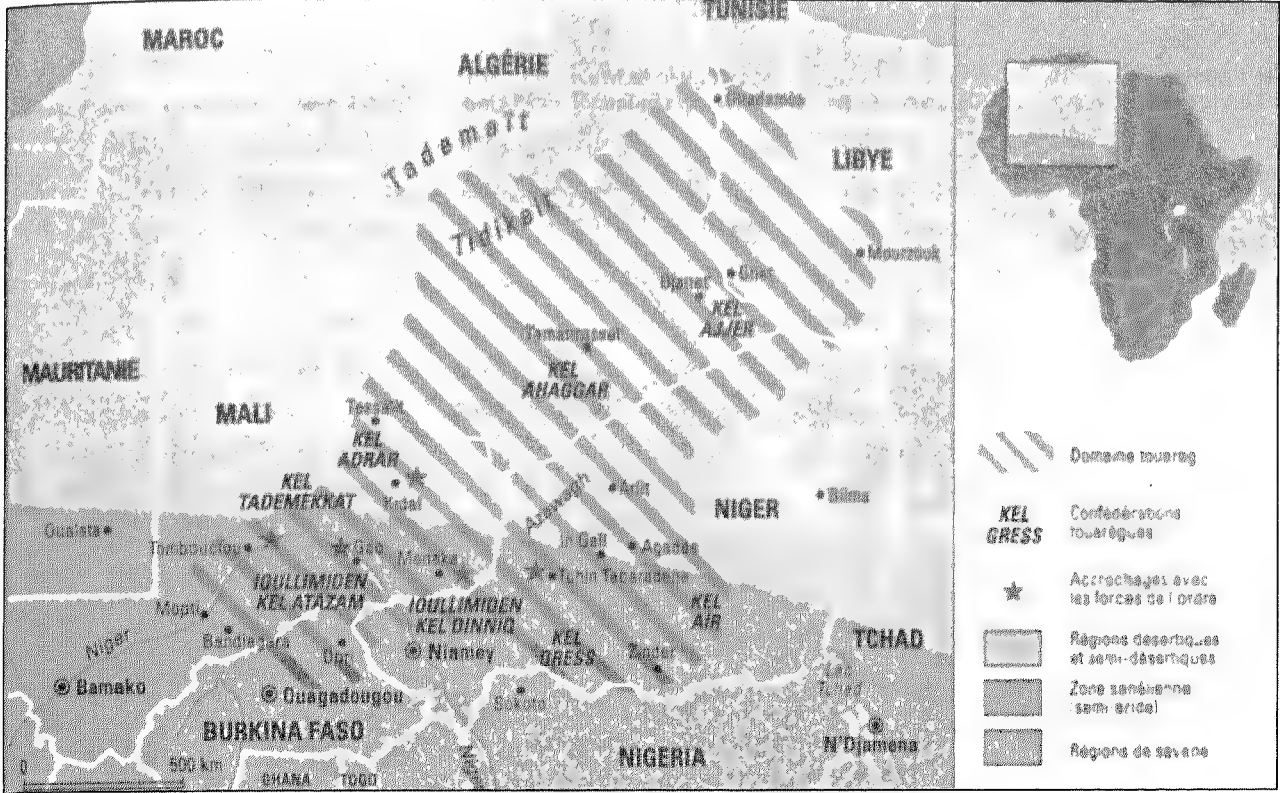 TUNISIE
MAROC
ALGÉRIE
Ghadamès
Tademaït
LIBYE
Tidikelt
Mourzouk
Ghat
Djanet
KEL
AJJER
Tamanrasset
KEL
AHAGGAR
MAURITANIE
MALI
Tessalit
KEL
ADRAR
Kidal
KEL
TADEMEKKAT
Azawagh
Arlit
NIGER
Bilma
Oualata
Tombouctou
Gao
Menaka
In Gall
Agadès
Tchin Tabaradene
IOULLIMIDEN
KEL ATAZAM
IOULLIMIDEN
KEL DINNIQ
KEL
AIR
Mopti
Niger
Bandiagara
Niamey
KEL
GRESS
Zinder
TCHAD
Bamako
Ouagadougou
Sokoto
Lac
Tchad
BURKINA FASO
N'Djamena
NIGERIA
0
500 km
GHANA
TOGO
Domaine touareg
KEL
GRESS
Confédérations
touarègues
Accrochages avec
les forces de l'ordre
Régions désertiques
et semi-désertiques
Zone sahélienne
(semi-aride)
Régions de savane